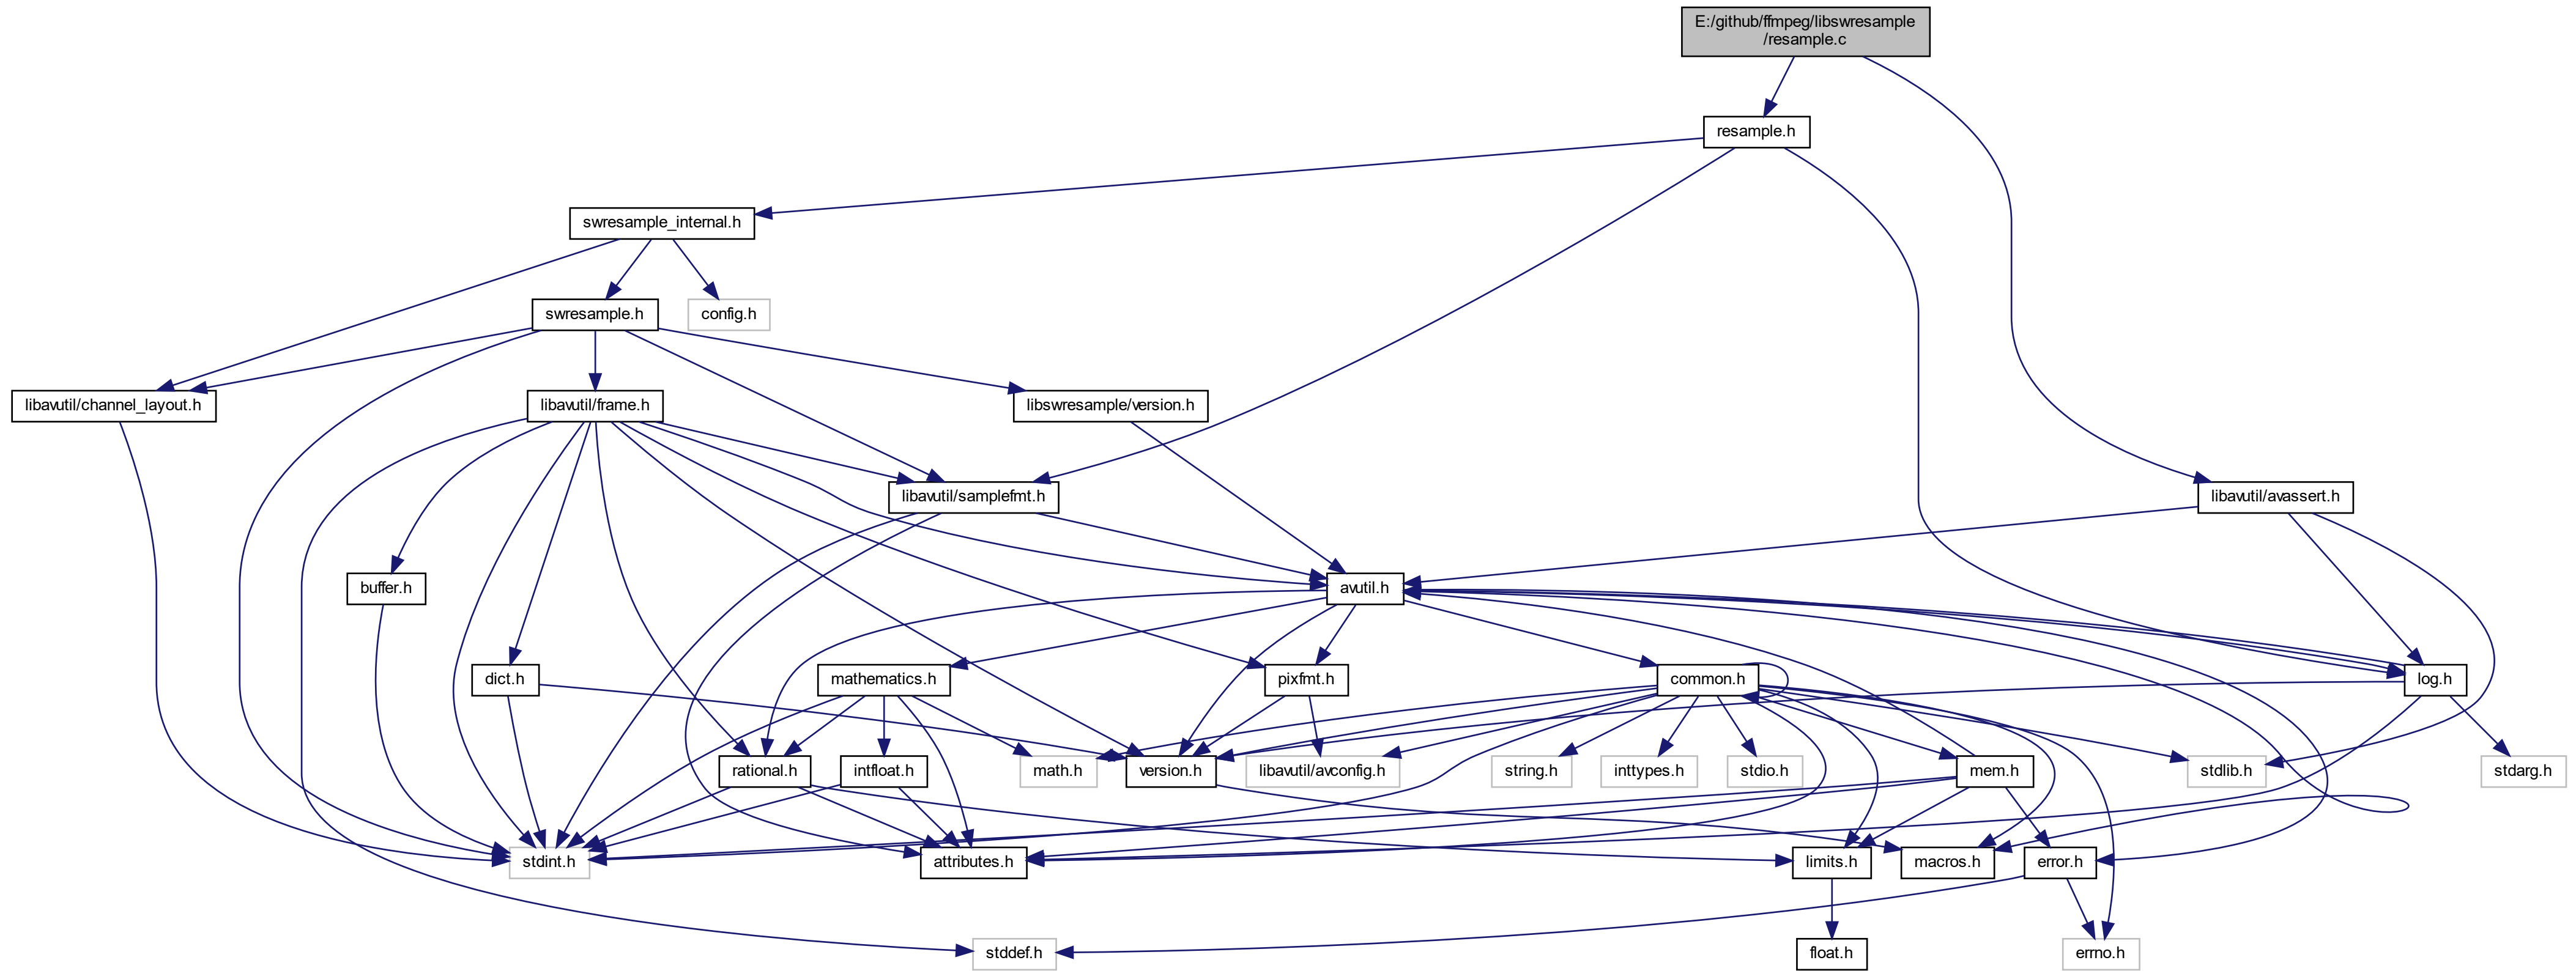 E:/github/ffmpeg/libswresample
/resample.c
resample.h
swresample_internal.h
swresample.h
config.h
libavutil/channel_layout.h
libavutil/frame.h
libswresample/version.h
libavutil/samplefmt.h
libavutil/avassert.h
buffer.h
avutil.h
dict.h
mathematics.h
pixfmt.h
common.h
log.h
rational.h
intfloat.h
math.h
version.h
libavutil/avconfig.h
string.h
inttypes.h
stdio.h
mem.h
stdlib.h
stdarg.h
stdint.h
attributes.h
limits.h
macros.h
error.h
stddef.h
float.h
errno.h